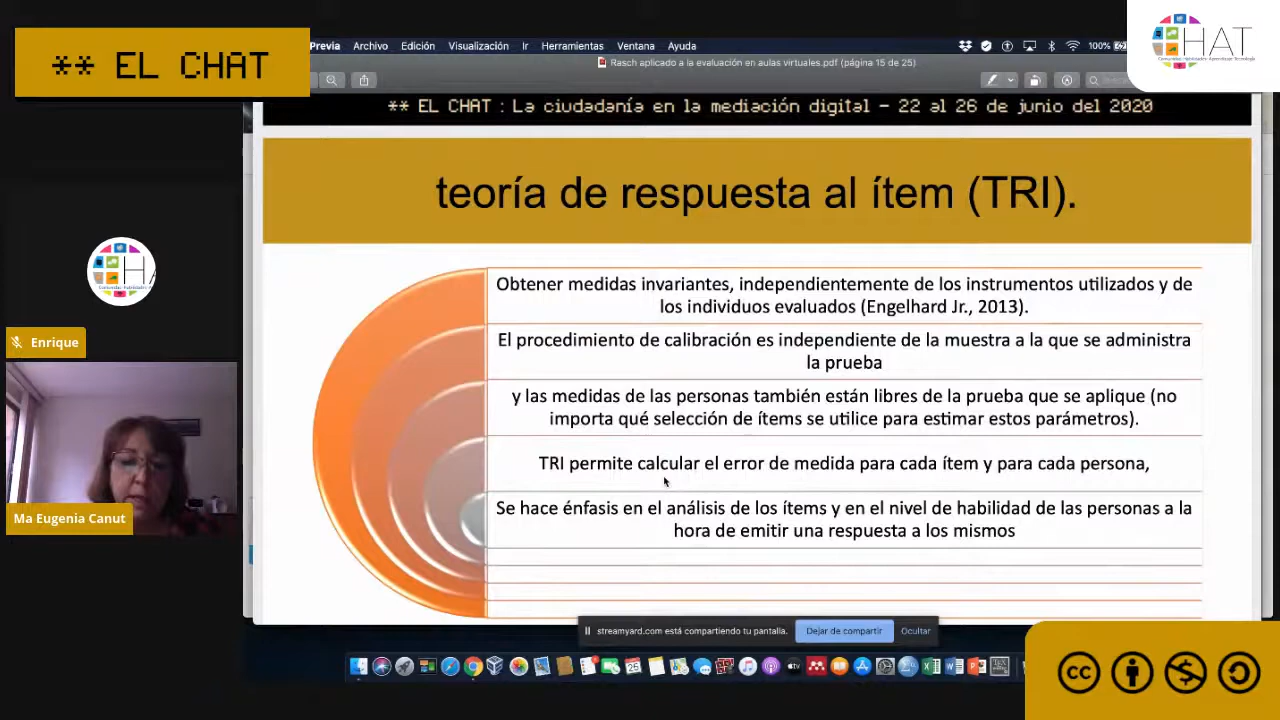 ** EL CHAT
Previa Archivo Edición Visualización Ir Herramientas Ventana Ayuda
100%
Rasch aplicado a la evaluación en aulas virtuales.pdf (página 15 de 25)
** EL CHAT : La ciudadanía en la mediación digital – 22 al 26 de junio del 2020
HAT
teoría de respuesta al ítem (TRI).
Obtener medidas invariantes, independientemente de los instrumentos utilizados y de
los individuos evaluados (Engelhard Jr., 2013).
El procedimiento de calibración es independiente de la muestra a la que se administra
la prueba
y las medidas de las personas también están libres de la prueba que se aplique (no
importa qué selección de ítems se utilice para estimar estos parámetros).
TRI permite calcular el error de medida para cada ítem y para cada persona,
Se hace énfasis en el análisis de los ítems y en el nivel de habilidad de las personas a la
hora de emitir una respuesta a los mismos
Enrique
Ma Eugenia Canut
streamyard.com está compartiendo tu pantalla. Dejar de compartir Ocultar
CC